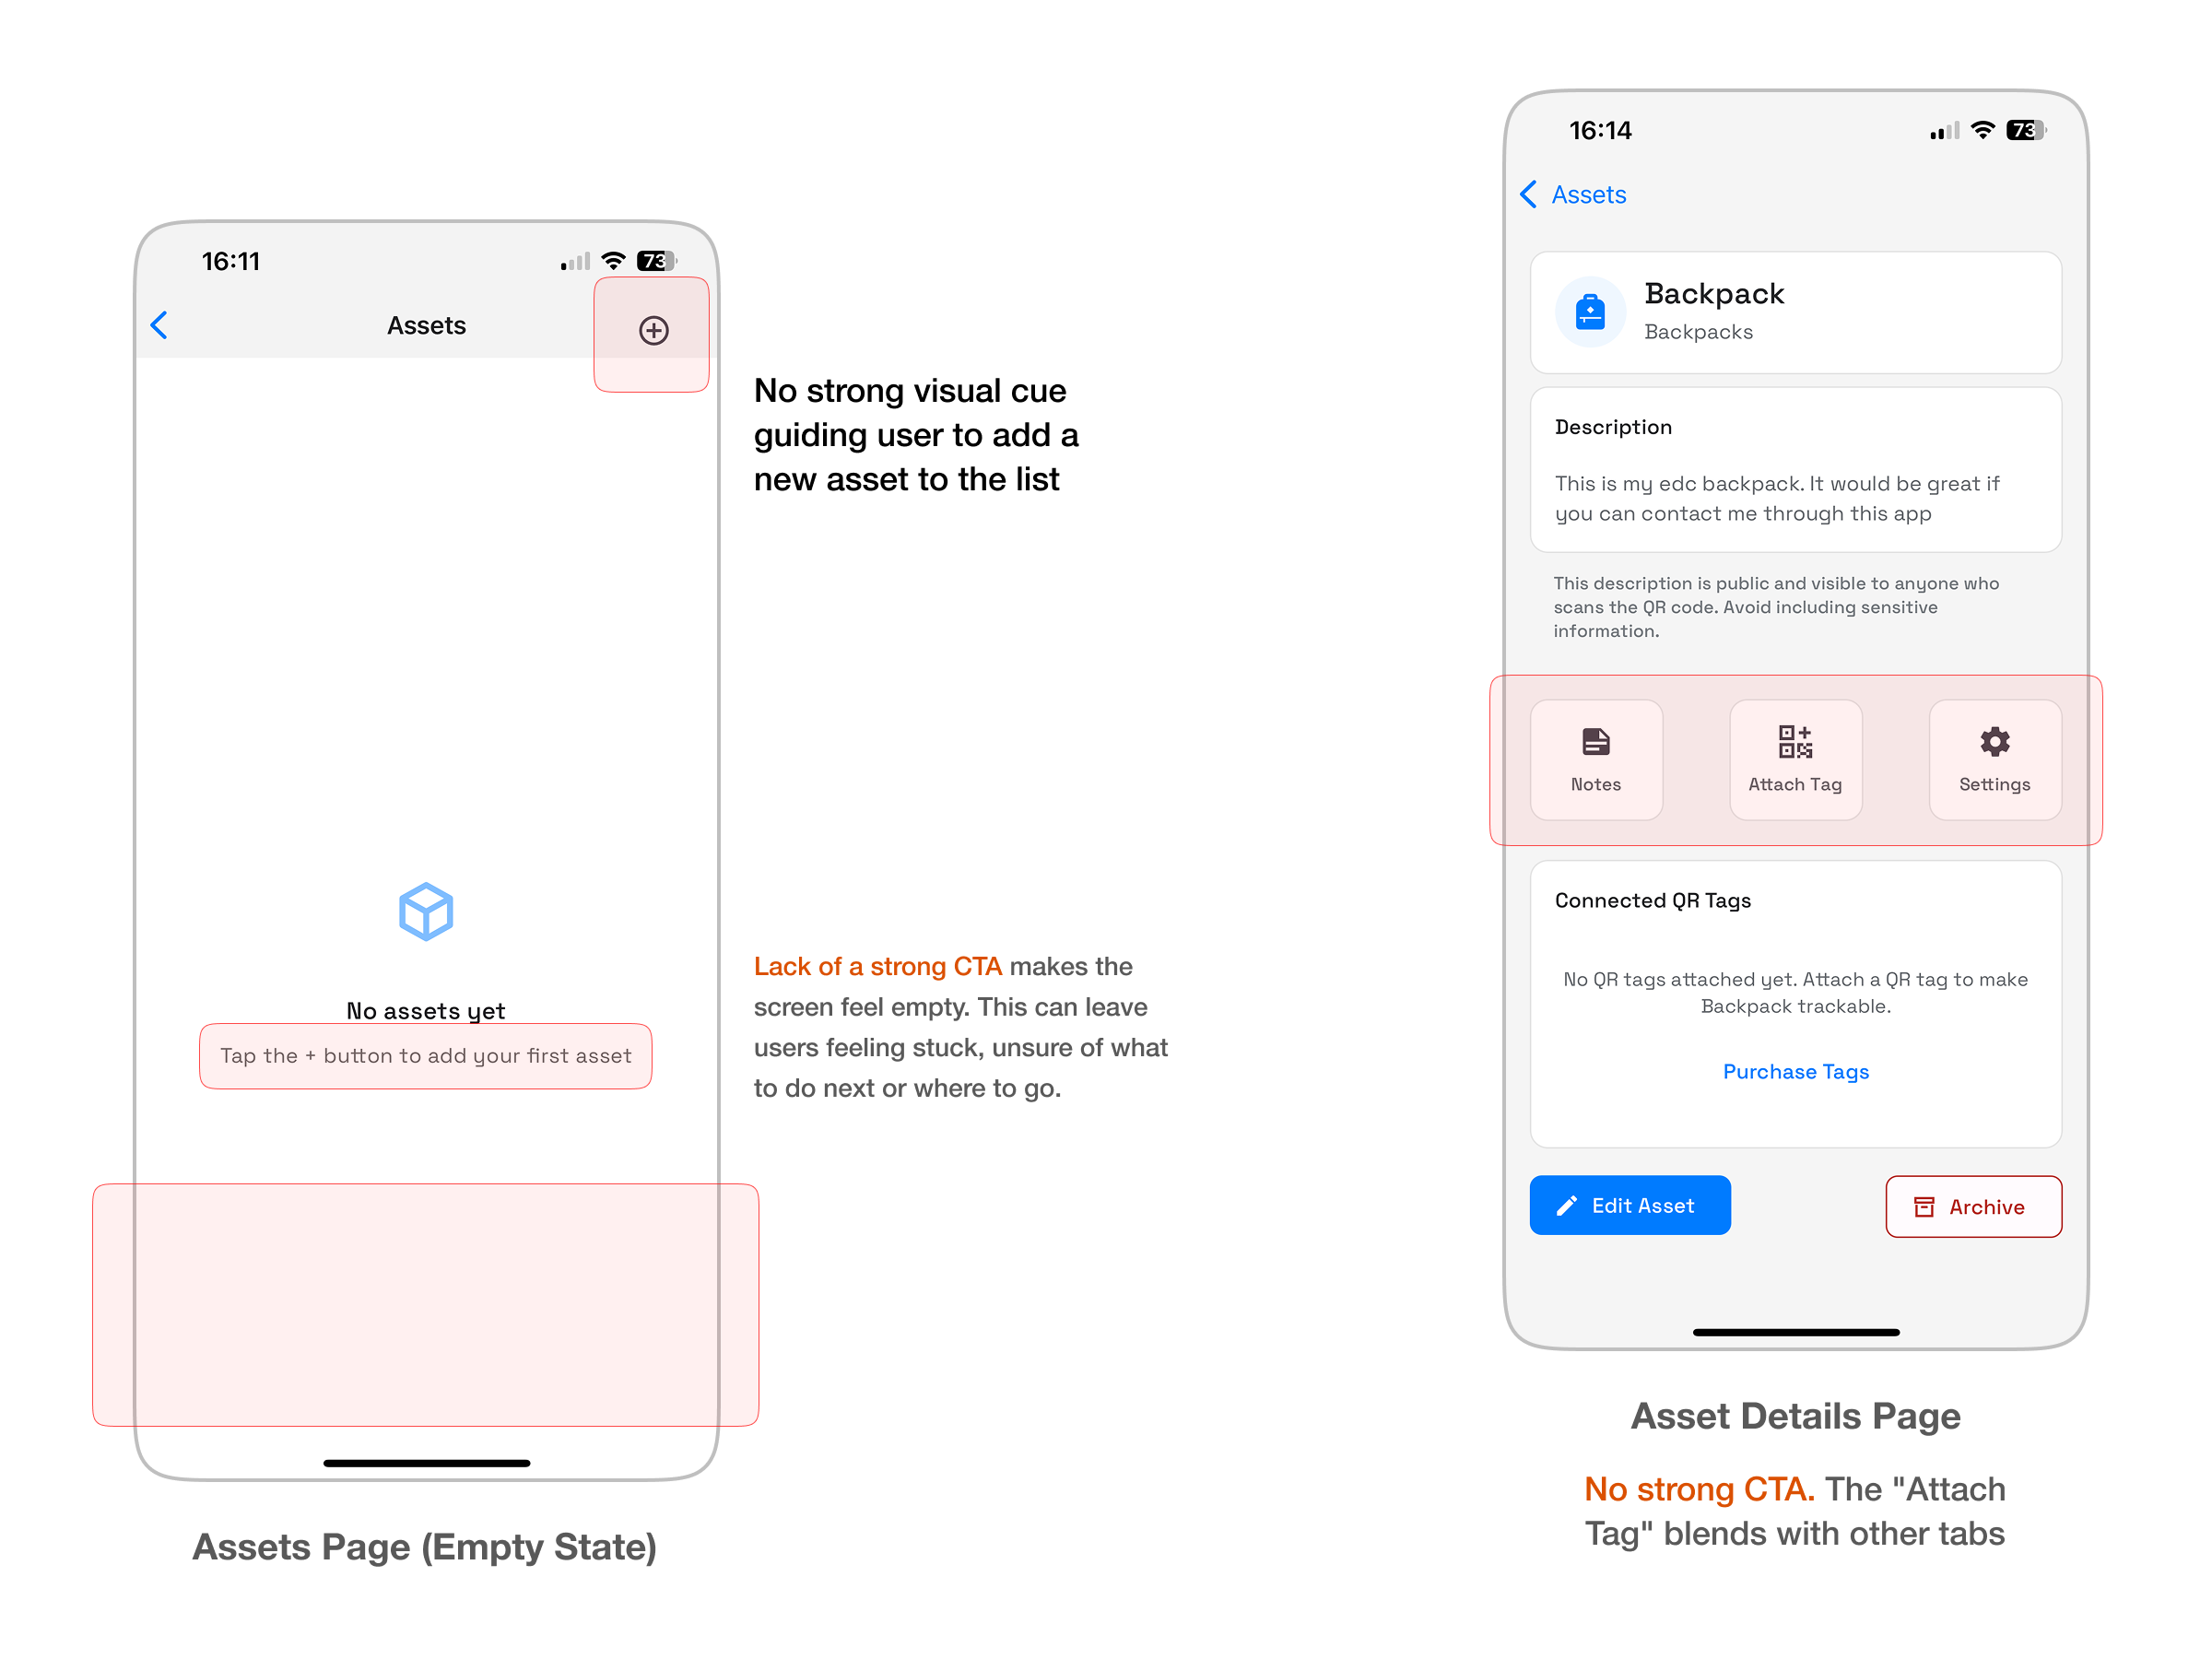 16:11
73
Assets
No assets yet
Tap the + button to add your first asset
Assets Page (Empty State)
No strong visual cue
guiding user to add a
new asset to the list
Lack of a strong CTA makes the
screen feel empty. This can leave
users feeling stuck, unsure of what
to do next or where to go.
16:14
73
Assets
Backpack
Backpacks
Description
This is my edc backpack. It would be great if
you can contact me through this app
This description is public and visible to anyone who
scans the QR code. Avoid including sensitive
information.
Notes
Attach Tag
Settings
Connected QR Tags
No QR tags attached yet. Attach a QR tag to make
Backpack trackable.
Purchase Tags
Edit Asset
Archive
Asset Details Page
No strong CTA. The "Attach
Tag" blends with other tabs